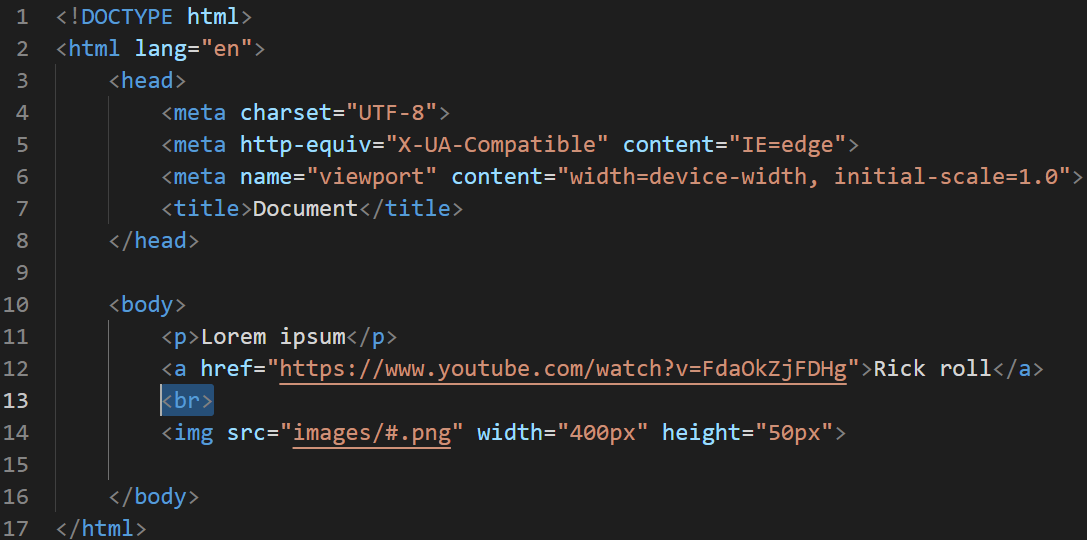 1 <!DOCTYPE html>
2 <html lang="en">
3 <head>
4 <meta charset="UTF-8">
5 <meta http-equiv="X-UA-Compatible" content="IE=edge">
6 <meta name="viewport" content="width=device-width, initial-scale=1.0">
7 <title>Document</title>
8 </head>
9
10 <body>
11 <p>Lorem ipsum</p>
12 <a href="https://www.youtube.com/watch?v=FdaOkZjFDHg">Rick roll</a>
13 <br>
14 <img src="images/#.png" width="400px" height="50px">
15
16 </body>
17 </html>